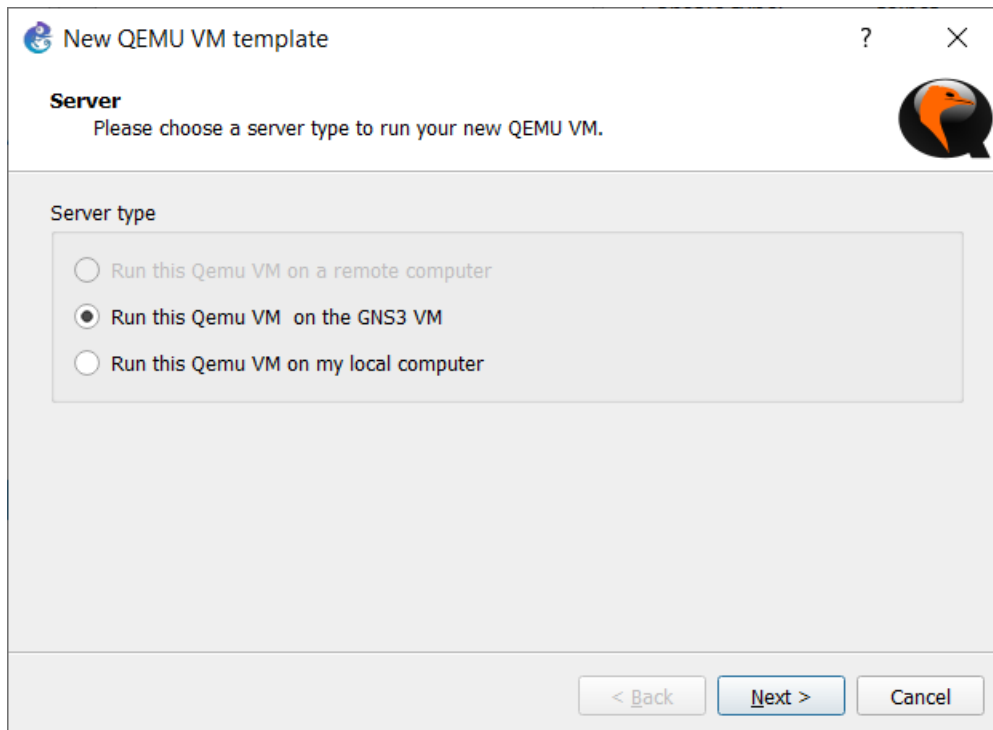 New QEMU VM template
?
Server
Please choose a server type to run your new QEMU VM.
Server type
Run this Qemu VM on a remote computer
Run this Qemu VM  on the GNS3 VM
Run this Qemu VM on my local computer
< Back
Next >
Cancel